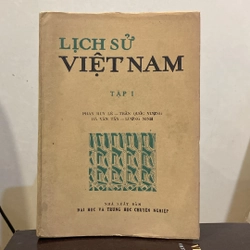 LỊCH SỬ
VIỆT NAM
TẬP I
PHAN HUY LÊ - TRẦN QUỐC VƯỢNG
HÀ VĂN TẤN - LƯƠNG NINH
NHÀ XUẤT BẢN
ĐẠI HỌC VÀ TRUNG HỌC CHUYÊN NGHIỆP